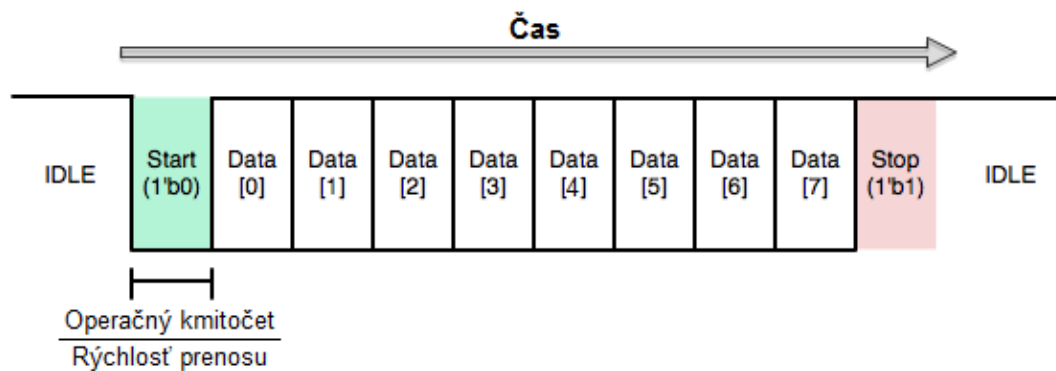 Čas
IDLE
Start
(1'b0)
Data
[0]
Data
[1]
Data
[2]
Data
[3]
Data
[4]
Data
[5]
Data
[6]
Data
[7]
Stop
(1'b1)
IDLE
Operačný kmitočet
Rýchlosť prenosu